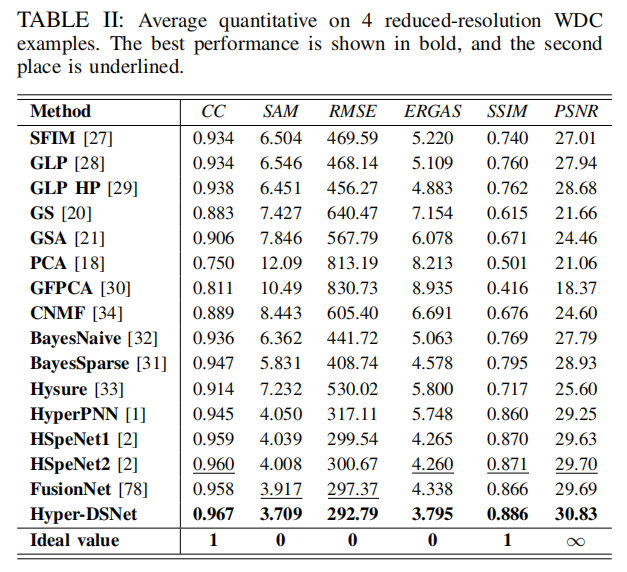 TABLE II: Average quantitative on 4 reduced-resolution WDC
examples. The best performance is shown in bold, and the second
place is underlined.
Method CC SAM RMSE ERGAS SSIM PSNR
SFIM [27] 0.934 6.504 469.59 5.220 0.740 27.01
GLP [28] 0.934 6.546 468.14 5.109 0.760 27.94
GLP HP [29] 0.938 6.451 456.27 4.883 0.762 28.68
GS [20] 0.883 7.427 640.47 7.154 0.615 21.66
GSA [21] 0.906 7.846 567.79 6.078 0.671 24.46
PCA [18] 0.750 12.09 813.19 8.213 0.501 21.06
GFPCA [30] 0.811 10.49 830.73 8.935 0.416 18.37
CNMF [34] 0.889 8.443 605.40 6.691 0.676 24.60
BayesNaive [32] 0.936 6.362 441.72 5.063 0.769 27.79
BayesSparse [31] 0.947 5.831 408.74 4.578 0.795 28.93
Hysure [33] 0.914 7.232 530.02 5.800 0.717 25.60
HyperPNN [1] 0.945 4.050 317.11 5.748 0.860 29.25
HSpeNet1 [2] 0.959 4.039 299.54 4.265 0.870 29.63
HSpeNet2 [2] 0.960 4.008 300.67 4.260 0.871 29.70
FusionNet [78] 0.958 3.917 297.37 4.338 0.866 29.69
Hyper-DSNet 0.967 3.709 292.79 3.795 0.886 30.83
Ideal value 1 0 0 0 1 ∞